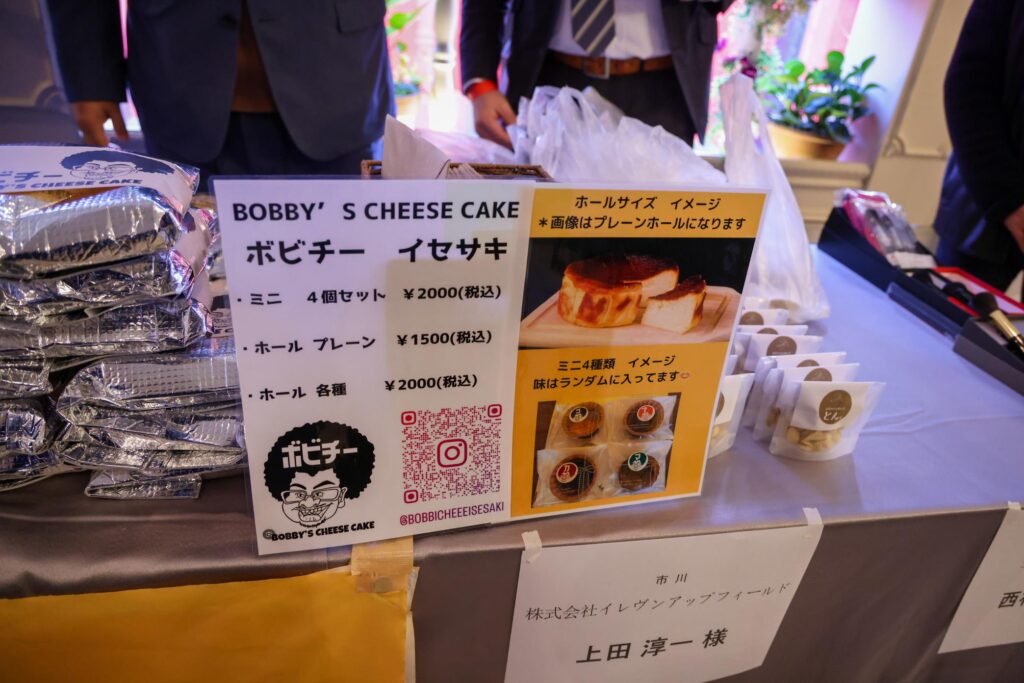 'S CHEESE CAKE
BOBBY'S CHEESE CAKE
ボビチー イセサキ
・ミニ 4個セット ¥2000(税込)
・ホール プレーン ¥1500(税込)
・ホール 各種 ¥2000(税込)
ボビチー
BOBBY'S CHEESE CAKE
@BOBBICHEEEISESAKI
ホールサイズ イメージ
＊画像はプレーンホールになります
ミニ4種類 イメージ
味はランダムに入ってます
市川
株式会社イレヴンアップフィールド
上田 淳一 様
西